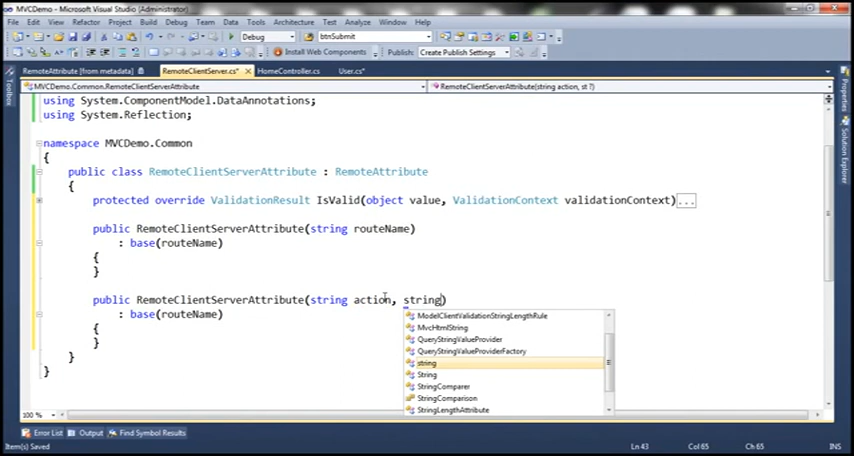 MVCDemo - Microsoft Visual Studio (Administrator)
File Edit View Refactor Project Build Debug Team Data Tools Architecture Test Analyze Window Help
Debug btnSubmit
Install Web Components Publish: Create Publish Settings
RemoteAttribute [from metadata] RemoteClientServer.cs* × HomeController.cs User.cs*
MVCDemo.Common.RemoteClientServerAttribute RemoteClientServerAttribute(string action, st ?)
using System.ComponentModel.DataAnnotations;
using System.Reflection;
namespace MVCDemo.Common
{
public class RemoteClientServerAttribute : RemoteAttribute
{
protected override ValidationResult IsValid(object value, ValidationContext validationContext)...
public RemoteClientServerAttribute(string routeName)
: base(routeName)
{
}
public RemoteClientServerAttribute(string action, string)
: base(routeName)
{
}
}
}
ModelClientValidationStringLengthRule
MvcHtmlString
QueryStringValueProvider
QueryStringValueProviderFactory
string
String
StringComparer
StringComparison
StringLengthAttribute
Toolbox
Properties
Solution Explorer
100 %
Error List Output Find Symbol Results
Item(s) Saved Ln 43 Col 65 Ch 65 INS